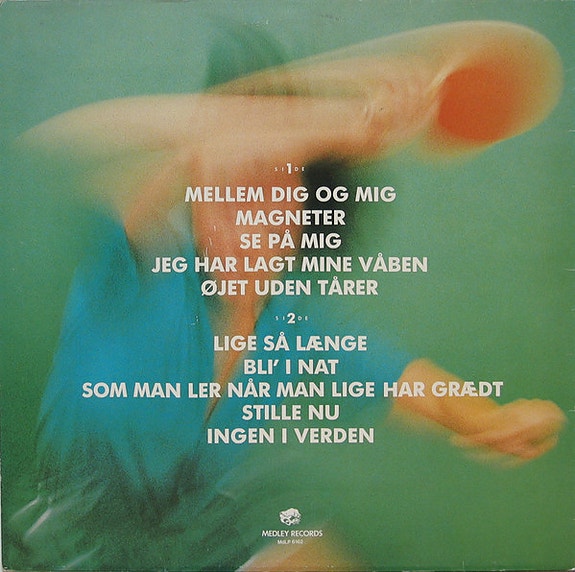 SIDE 1
MELLEM DIG OG MIG
MAGNETER
SE PÅ MIG
JEG HAR LAGT MINE VÅBEN
ØJET UDEN TÅRER
SIDE 2
LIGE SÅ LÆNGE
BLI' I NAT
SOM MAN LER NÅR MAN LIGE HAR GRÆDT
STILLE NU
INGEN I VERDEN
MEDLEY RECORDS
MdLP 6162